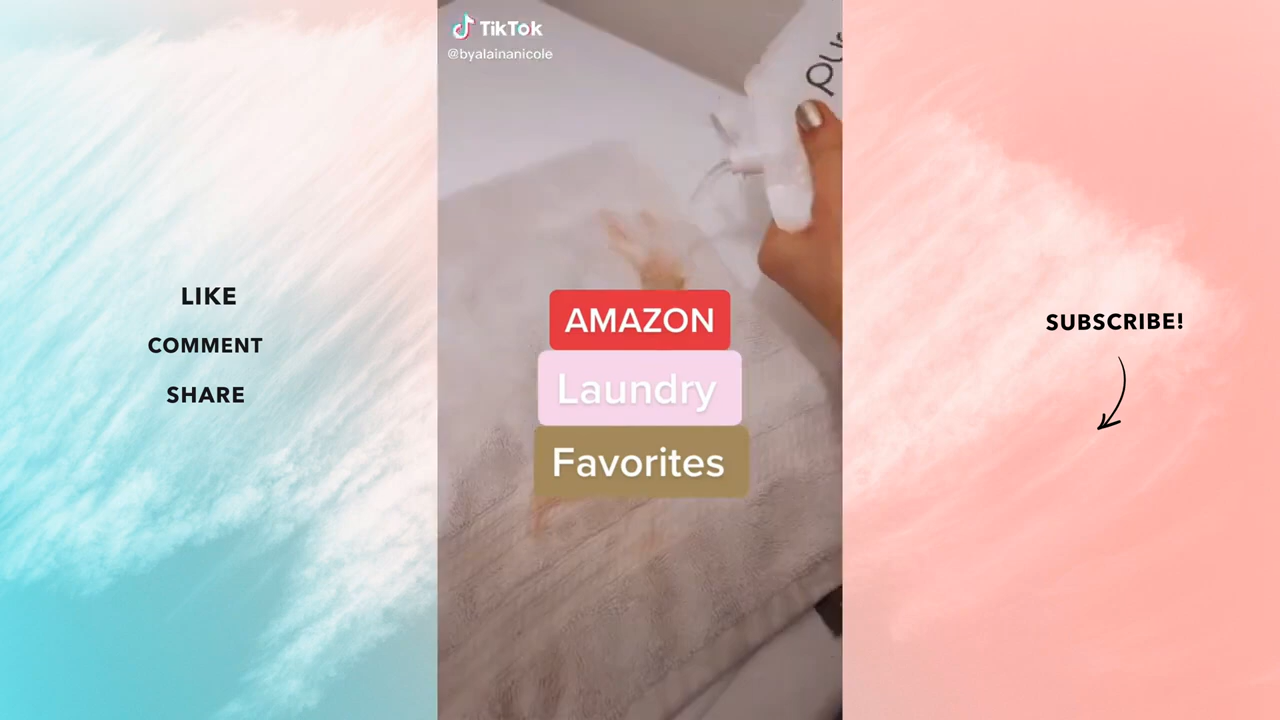 TikTok
@byalainanicole
AMAZON
Laundry
Favorites
LIKE
COMMENT
SHARE
SUBSCRIBE!